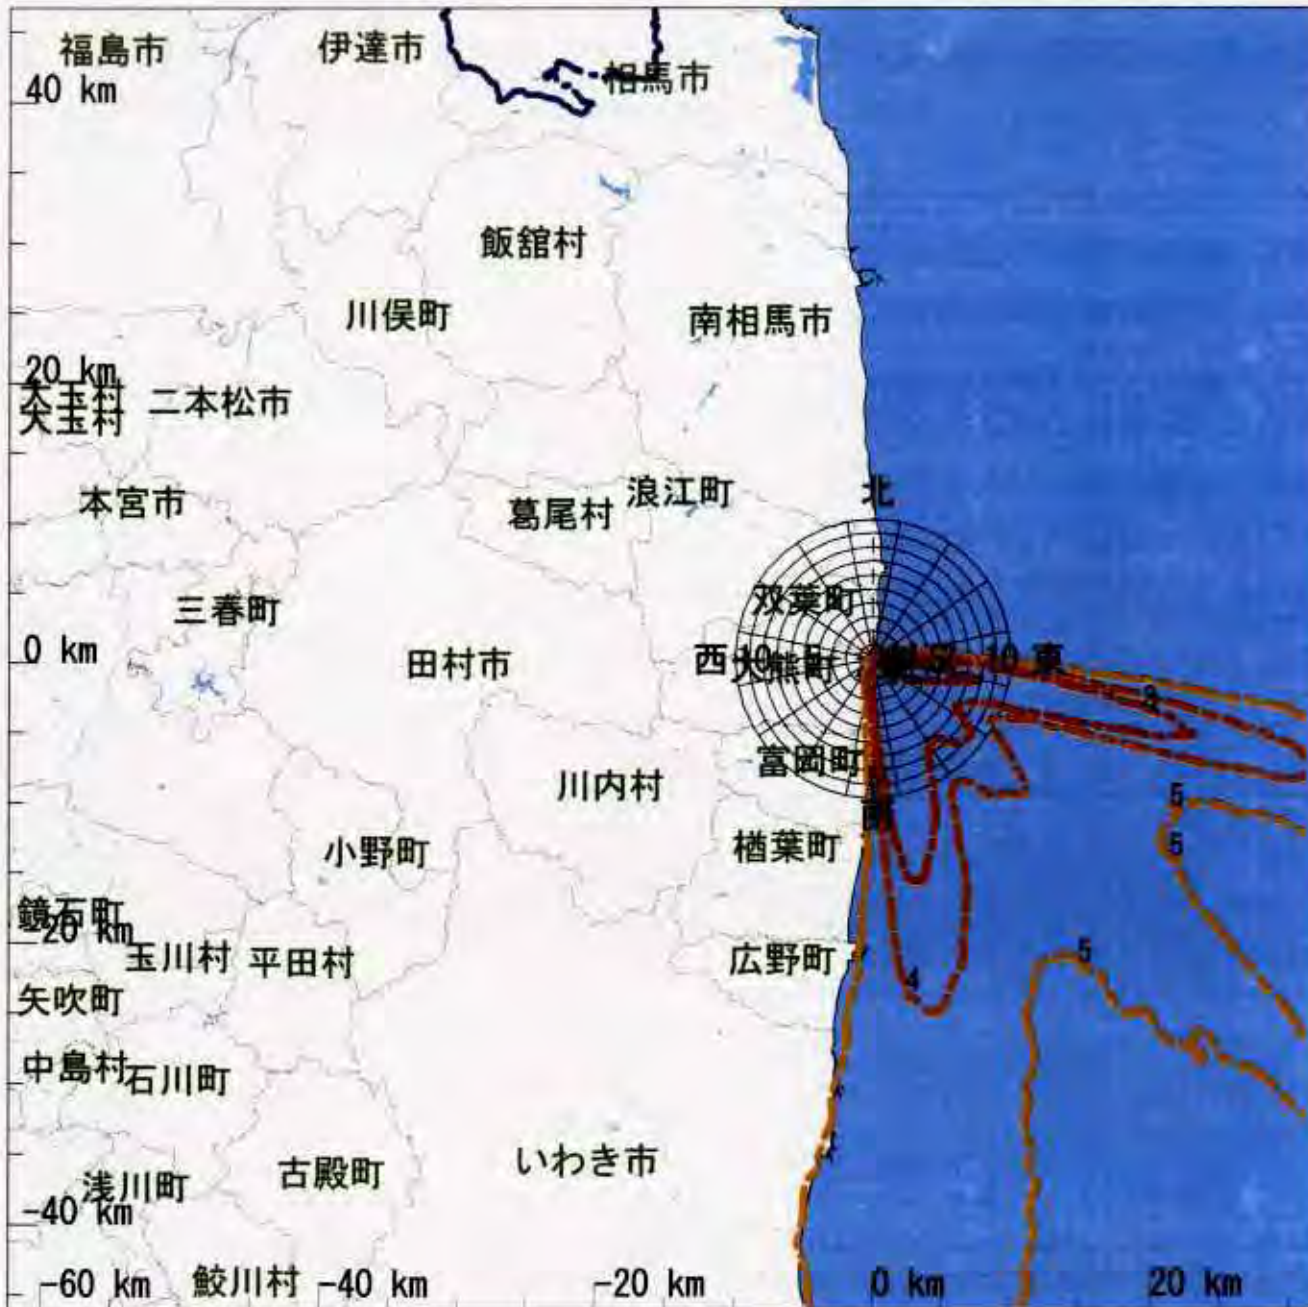 福島市
伊達市
相馬市
40 km
飯舘村
川俣町
南相馬市
20 km
大玉村
二本松市
大玉村
本宮市
葛尾村
浪江町
北
三春町
双葉町
0 km
田村市
西
10
大熊町
10
東
3
富岡町
川内村
5
南
小野町
楢葉町
5
鏡石町
-20 km
玉川村
平田村
広野町
5
4
矢吹町
中島村
石川町
いわき市
浅川町
古殿町
-40 km
-60 km
鮫川村
-40 km
-20 km
0 km
20 km